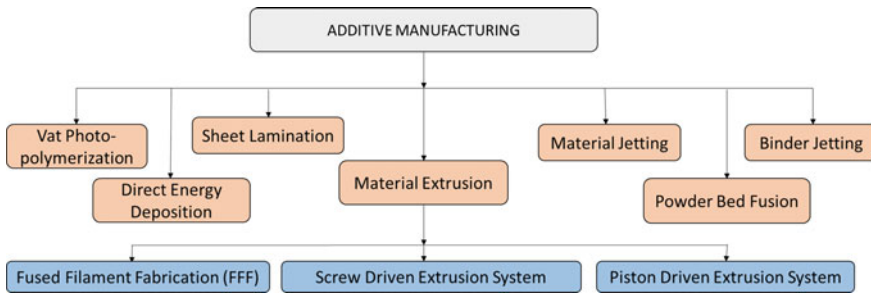 ADDITIVE MANUFACTURING
Vat Photo-
polymerization
Sheet Lamination
Material Jetting
Binder Jetting
Direct Energy
Deposition
Material Extrusion
Powder Bed Fusion
Fused Filament Fabrication (FFF)
Screw Driven Extrusion System
Piston Driven Extrusion System